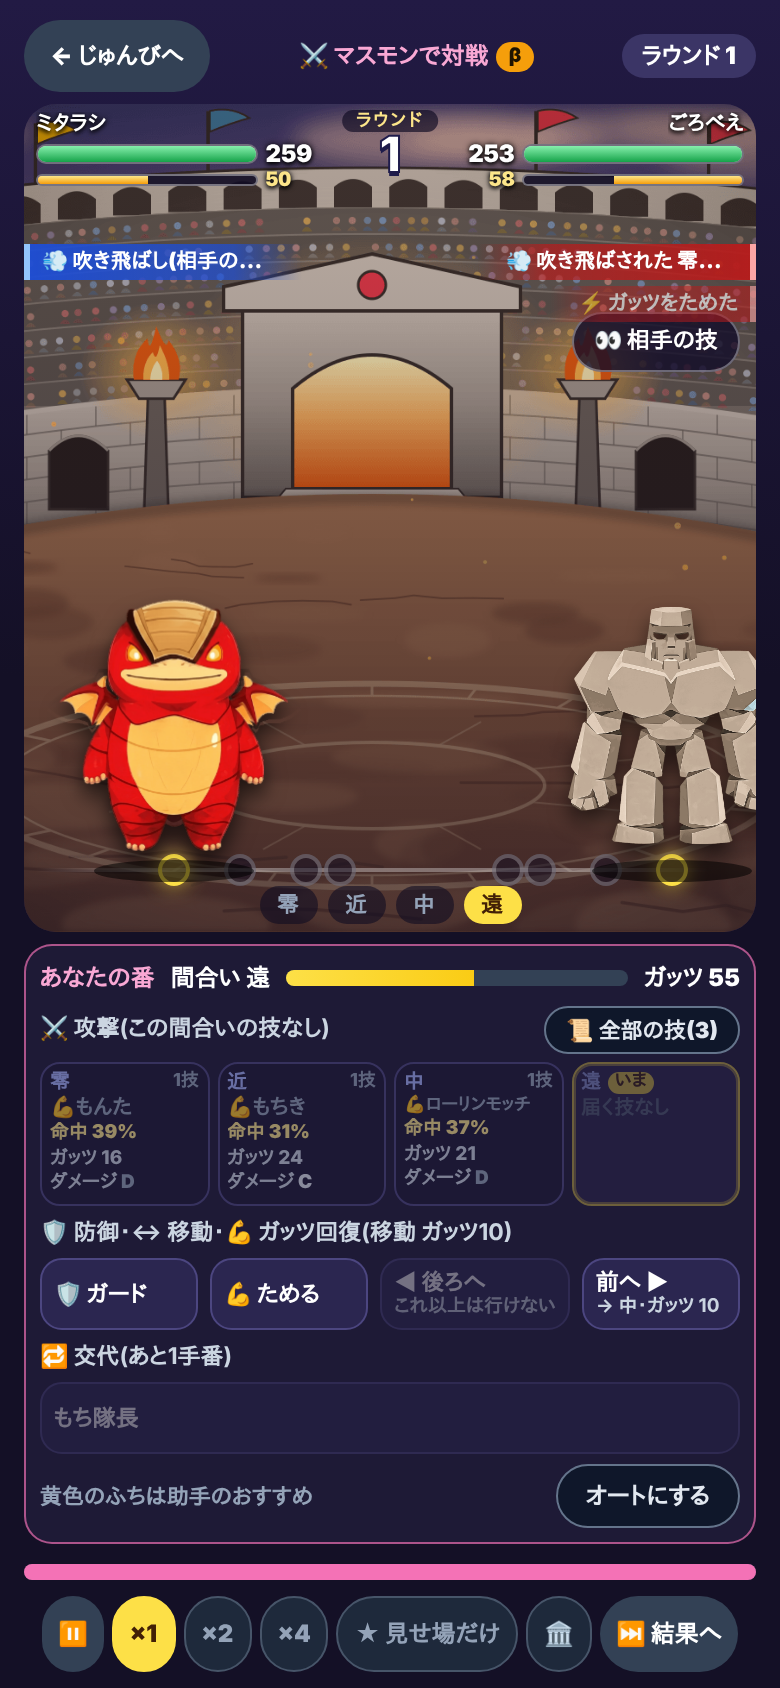 ← じゅんびへ
⚔️ マスモンで対戦 β
ラウンド 1
ミタラシ
ラウンド
ごろべえ
259
1
253
50
58
💨 吹き飛ばし(相手の…
💨 吹き飛ばされた 零…
⚡ ガッツをためた
👀 相手の技
零 近 中 遠
あなたの番 間合い 遠 ガッツ 55
⚔️ 攻撃(この間合いの技なし)
📜 全部の技(3)
零 1技
💪もんた
命中 39%
ガッツ 16
ダメージ D
近 1技
💪もちき
命中 31%
ガッツ 24
ダメージ C
中 1技
💪ローリンモッチ
命中 37%
ガッツ 21
ダメージ D
遠 いま
届く技なし
🛡️ 防御・↔ 移動・💪 ガッツ回復(移動 ガッツ10)
🛡️ ガード
💪 ためる
◀ 後ろへ
これ以上は行けない
前へ ▶
→ 中・ガッツ 10
🔁 交代(あと1手番)
もち隊長
黄色のふちは助手のおすすめ
オートにする
⏸ ×1 ×2 ×4 ★ 見せ場だけ 🏛️ ⏭ 結果へ